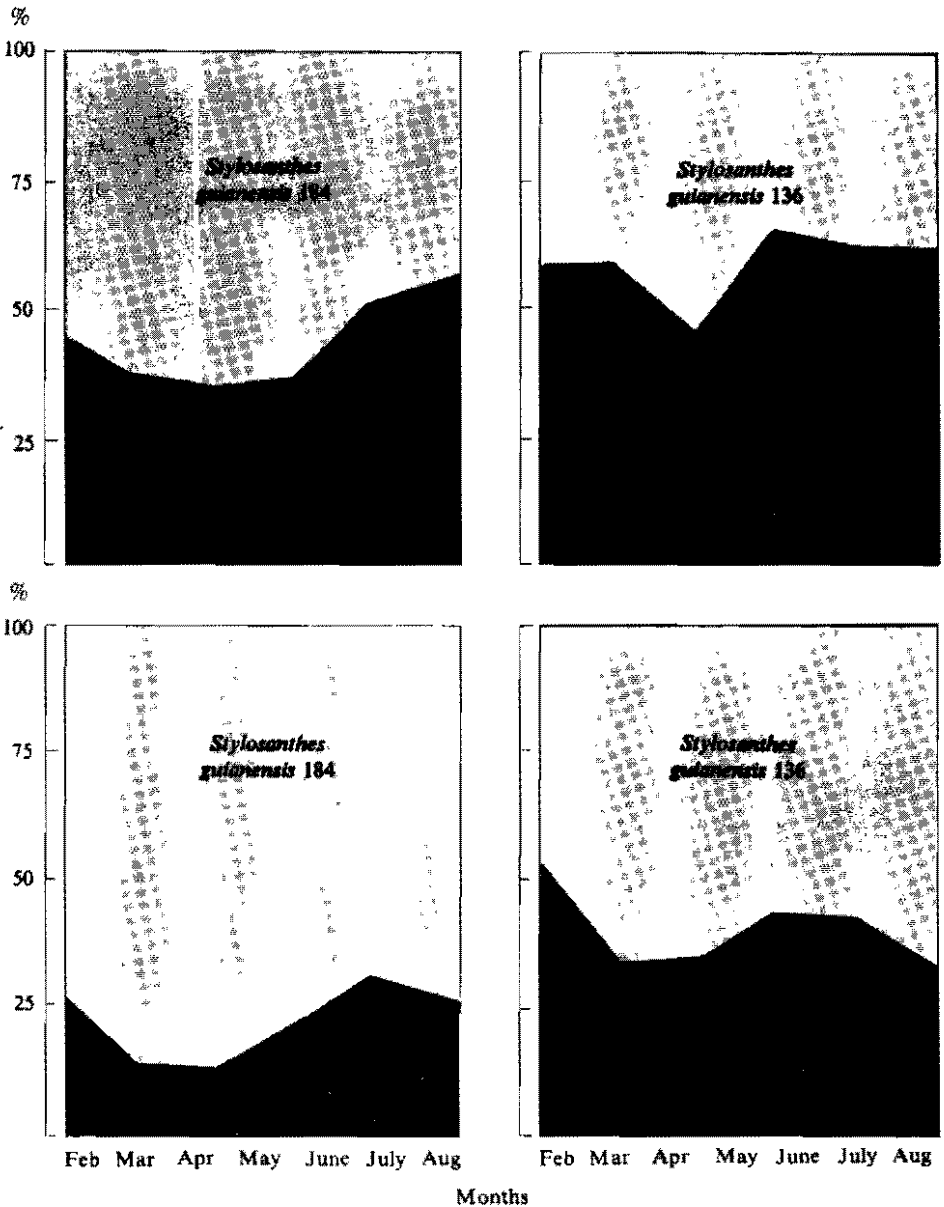 %
100
75
50
25
Stylosanthes
guianensis 184
Stylosanthes
guianensis 136
%
100
75
50
25
Stylosanthes
guianensis 184
Stylosanthes
guianensis 136
Feb Mar Apr May June July Aug
Feb Mar Apr May June July Aug
Months